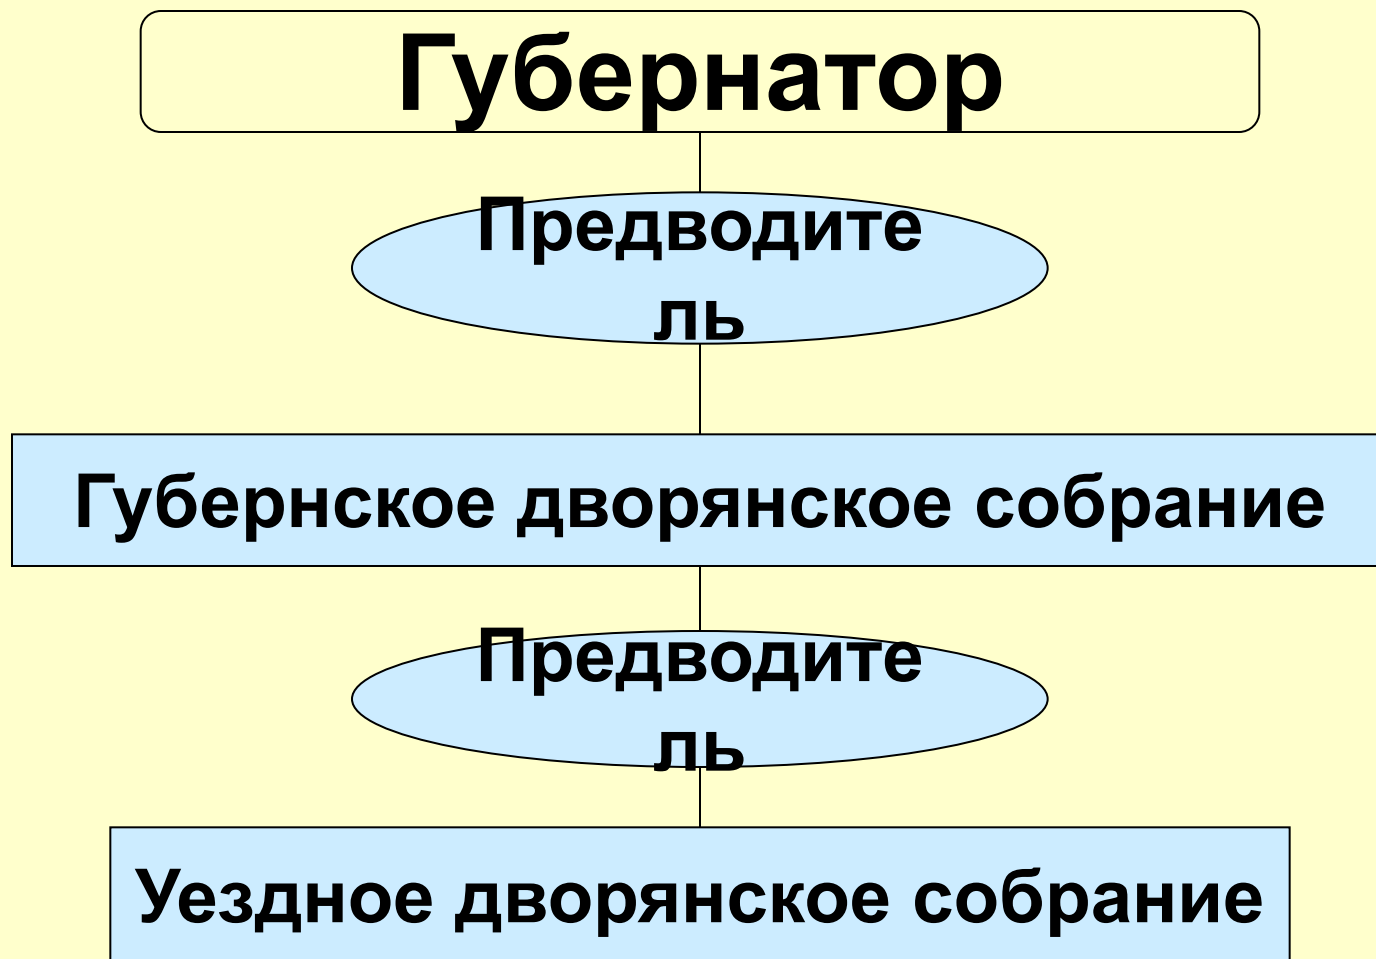 Губернатор
Предводите
ль
Губернское дворянское собрание
Предводите
ль
Уездное дворянское собрание